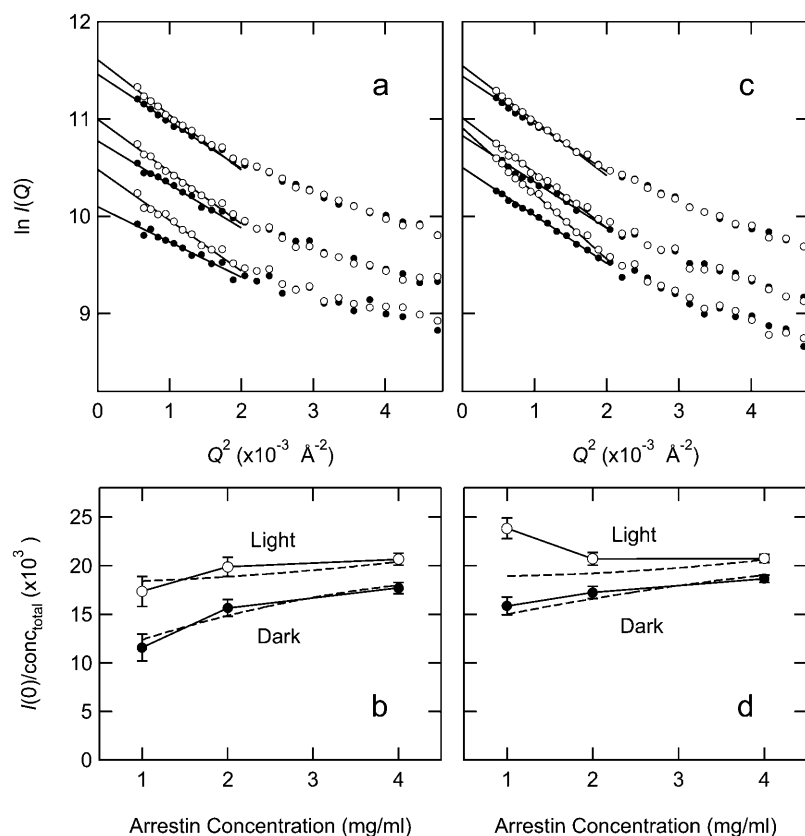 12
11
10
9
ln I(Q)
a
c
0 1 2 3 4
0 1 2 3 4
Q² (x10⁻³ Å⁻²)
Q² (x10⁻³ Å⁻²)
25
20
15
10
5
0
I(0)/conc_total (x10³)
Light
Dark
b
Light
Dark
d
1 2 3 4
1 2 3 4
Arrestin Concentration (mg/ml)
Arrestin Concentration (mg/ml)